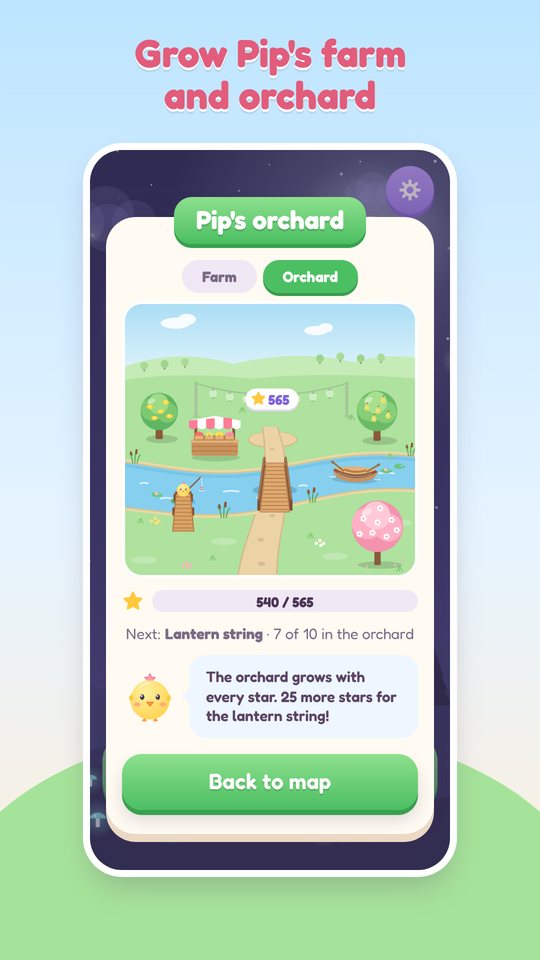 Grow Pip's farm
and orchard
Pip's orchard
Farm
Orchard
565
540 / 565
Next: Lantern string · 7 of 10 in the orchard
The orchard grows with
every star. 25 more stars for
the lantern string!
Back to map